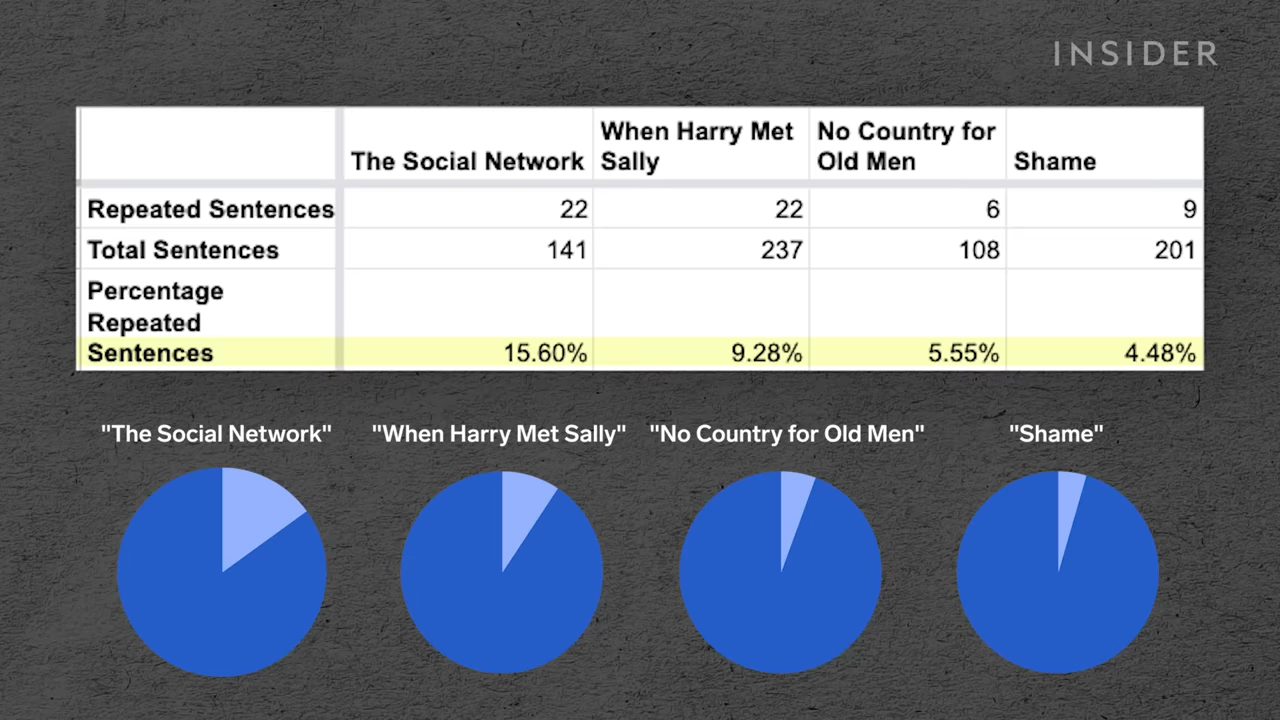 INSIDER
The Social Network
When Harry Met
Sally
No Country for
Old Men
Shame
Repeated Sentences 22 22 6 9
Total Sentences 141 237 108 201
Percentage
Repeated
Sentences 15.60% 9.28% 5.55% 4.48%
"The Social Network" "When Harry Met Sally" "No Country for Old Men" "Shame"